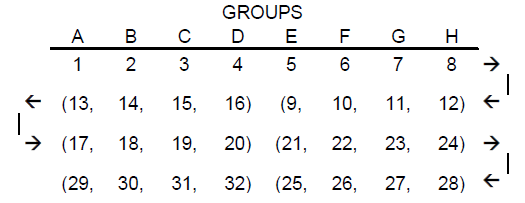 GROUPS
A B C D E F G H
1 2 3 4 5 6 7 8 →
← (13, 14, 15, 16) (9, 10, 11, 12) ←
→ (17, 18, 19, 20) (21, 22, 23, 24) →
(29, 30, 31, 32) (25, 26, 27, 28) ←